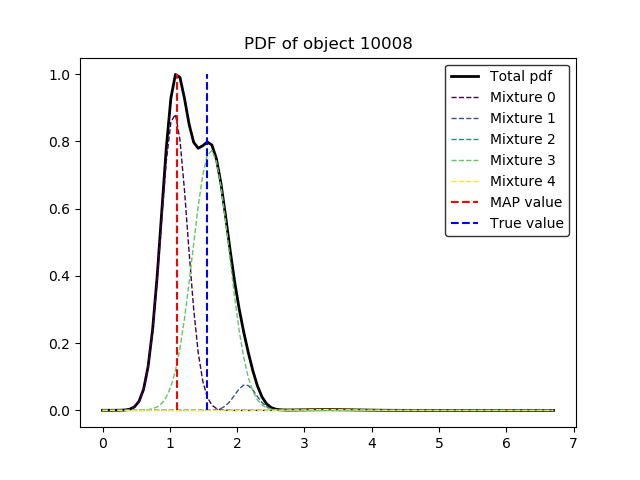 PDF of object 10008
1.0
0.8
0.6
0.4
0.2
0.0
0 1 2 3 4 5 6 7
Total pdf
Mixture 0
Mixture 1
Mixture 2
Mixture 3
Mixture 4
MAP value
True value